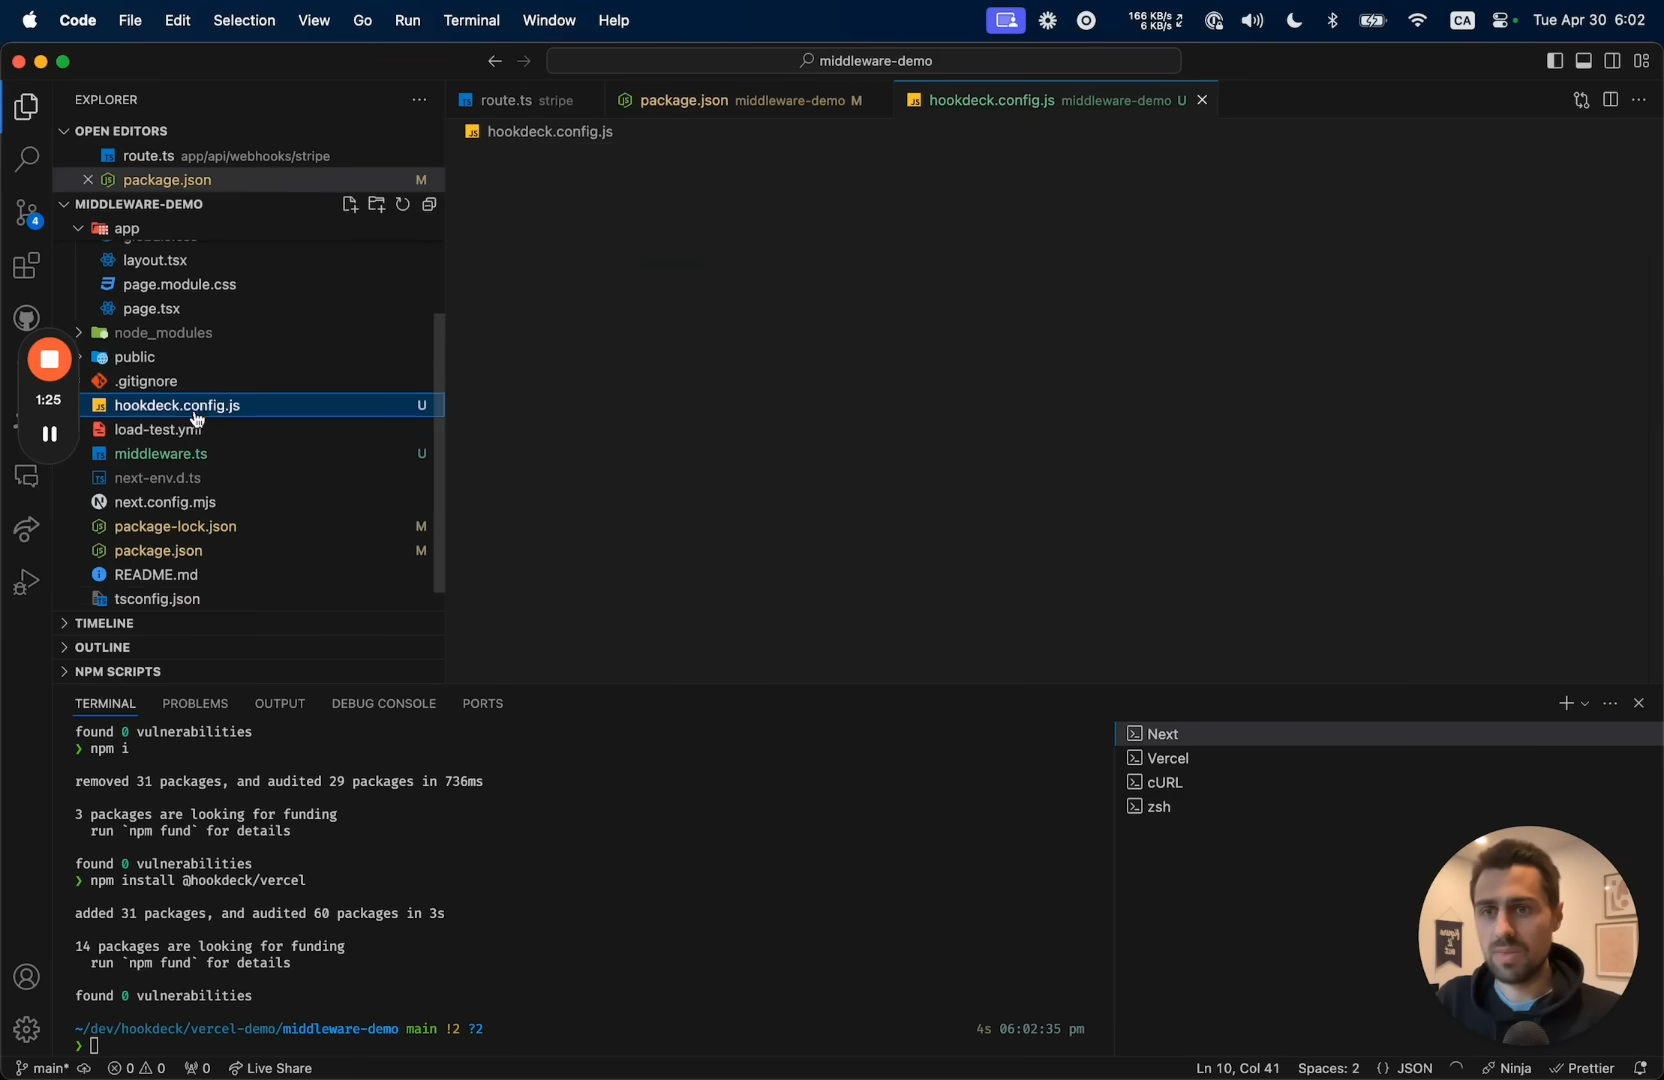 Code File Edit Selection View Go Run Terminal Window Help
166 KB/s
6 KB/s
CA
Tue Apr 30 6:02
middleware-demo
EXPLORER
route.ts stripe
package.json middleware-demo M
hookdeck.config.js middleware-demo U
OPEN EDITORS
hookdeck.config.js
route.ts app/api/webhooks/stripe
package.json M
MIDDLEWARE-DEMO
app
layout.tsx
page.module.css
page.tsx
node_modules
public
.gitignore
1:25
hookdeck.config.js U
load-test.yml
middleware.ts U
next-env.d.ts
next.config.mjs
package-lock.json M
package.json M
README.md
tsconfig.json
4
TIMELINE
OUTLINE
NPM SCRIPTS
TERMINAL PROBLEMS OUTPUT DEBUG CONSOLE PORTS
found 0 vulnerabilities
❯ npm i
removed 31 packages, and audited 29 packages in 736ms
3 packages are looking for funding
run `npm fund` for details
found 0 vulnerabilities
❯ npm install @hookdeck/vercel
added 31 packages, and audited 60 packages in 3s
14 packages are looking for funding
run `npm fund` for details
found 0 vulnerabilities
~/dev/hookdeck/vercel-demo/middleware-demo main !2 ?2 4s 06:02:35 pm
❯
Next
Vercel
cURL
zsh
main* 0 0 0 Live Share
Ln 10, Col 41 Spaces: 2 {} JSON Ninja Prettier